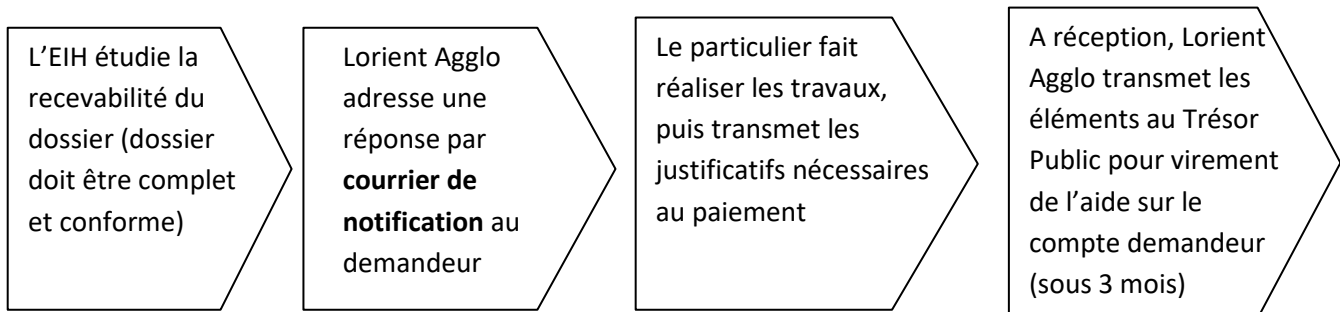 L’EIH étudie la
recevabilité du
dossier (dossier
doit être complet
et conforme)
Lorient Agglo
adresse une
réponse par
courrier de
notification au
demandeur
Le particulier fait
réaliser les travaux,
puis transmet les
justificatifs nécessaires
au paiement
A réception, Lorient
Agglo transmet les
éléments au Trésor
Public pour virement
de l’aide sur le
compte demandeur
(sous 3 mois)